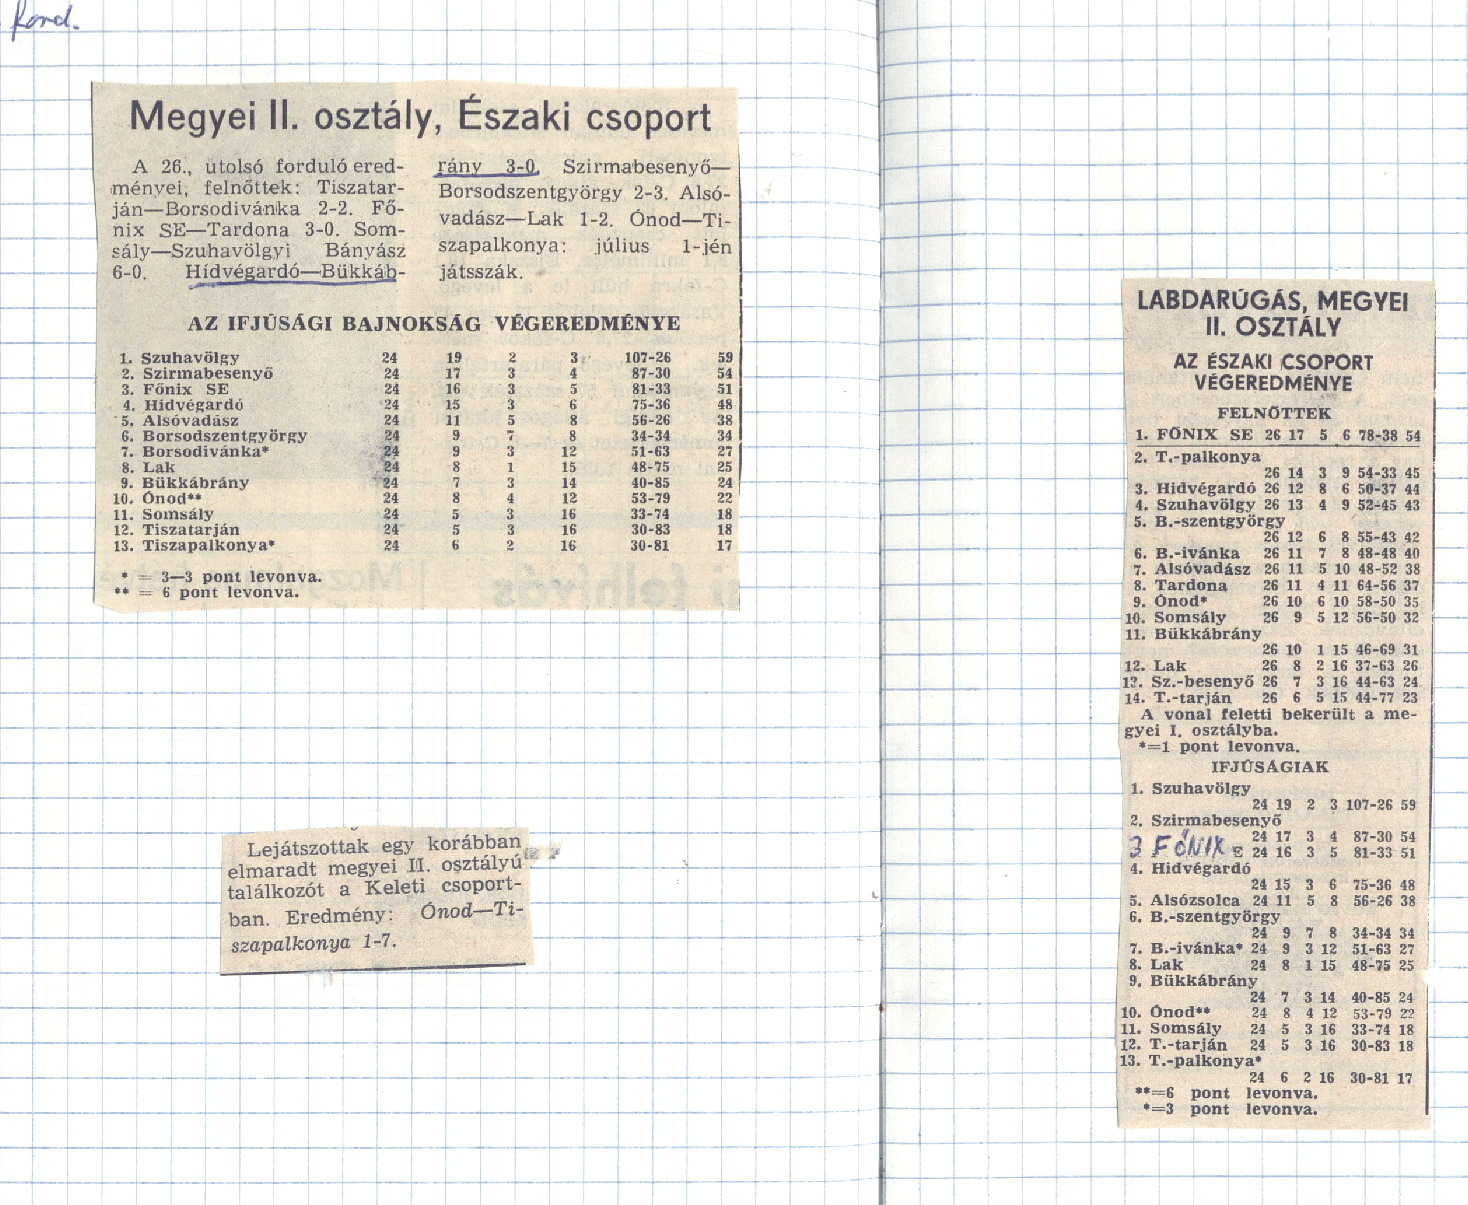 Rend.
Megyei II. osztály, Északi csoport
A 26., utolsó forduló ered-
ményei, felnőttek: Tiszatar-
ján—Borsodivánka 2-2. Fő-
nix SE—Tardona 3-0. Som-
sály—Szuhavölgyi Bányász
6-0. Hídvégardó—Bükkáb-
rány 3-0. Szirmabesenyő—
Borsodszentgyörgy 2-3. Alsó-
vadász—Lak 1-2. Ónod—Ti-
szapalkonya: július 1-jén
játsszák.
AZ IFJÚSÁGI BAJNOKSÁG VÉGEREDMÉNYE
1. Szuhavölgy 24 19 2 3 107-26 59
2. Szirmabesenyő 24 17 3 4 87-30 54
3. Főnix SE 24 16 3 5 81-33 51
4. Hidvégardó 24 15 3 6 75-36 48
5. Alsóvadász 24 11 5 8 56-26 38
6. Borsodszentgyörgy 24 9 7 8 34-34 34
7. Borsodivánka* 24 9 3 12 51-63 27
8. Lak 24 8 1 15 48-75 25
9. Bükkábrány 24 7 3 14 40-85 24
10. Ónod** 24 8 4 12 53-79 22
11. Somsály 24 5 3 16 33-74 18
12. Tiszatarján 24 5 3 16 30-83 18
13. Tiszapalkonya* 24 6 2 16 30-81 17
* = 3—3 pont levonva.
** = 6 pont levonva.
Lejátszottak egy korábban
elmaradt megyei II. osztályú
találkozót a Keleti csoport-
ban. Eredmény: Ónod—Ti-
szapalkonya 1-7.
LABDARÚGÁS, MEGYEI
II. OSZTÁLY
AZ ÉSZAKI CSOPORT
VÉGEREDMÉNYE
FELNŐTTEK
1. FŐNIX SE 26 17 5 6 78-38 54
2. T.-palkonya
26 14 3 9 54-33 45
3. Hidvégardó 26 12 8 6 50-37 44
4. Szuhavölgy 26 13 4 9 52-45 43
5. B.-szentgyörgy
26 12 6 8 55-43 42
6. B.-ivánka 26 11 7 8 48-48 40
7. Alsóvadász 26 11 5 10 48-52 38
8. Tardona 26 11 4 11 64-56 37
9. Ónod* 26 10 6 10 58-50 35
10. Somsály 26 9 5 12 56-50 32
11. Bükkábrány
26 10 1 15 46-69 31
12. Lak 26 8 2 16 37-63 26
13. Sz.-besenyő 26 7 3 16 44-63 24
14. T.-tarján 26 6 5 15 44-77 23
A vonal feletti bekerült a me-
gyei I. osztályba.
*=1 pont levonva.
IFJÚSÁGIAK
1. Szuhavölgy
24 19 2 3 107-26 59
2. Szirmabesenyő
24 17 3 4 87-30 54
3 FŐNIX E 24 16 3 5 81-33 51
4. Hidvégardó
24 15 3 6 75-36 48
5. Alsózsolca 24 11 5 8 56-26 38
6. B.-szentgyörgy
24 9 7 8 34-34 34
7. B.-ivánka* 24 9 3 12 51-63 27
8. Lak 24 8 1 15 48-75 25
9. Bükkábrány
24 7 3 14 40-85 24
10. Ónod** 24 8 4 12 53-79 22
11. Somsály 24 5 3 16 33-74 18
12. T.-tarján 24 5 3 16 30-83 18
13. T.-palkonya*
24 6 2 16 30-81 17
**=6 pont levonva.
*=3 pont levonva.